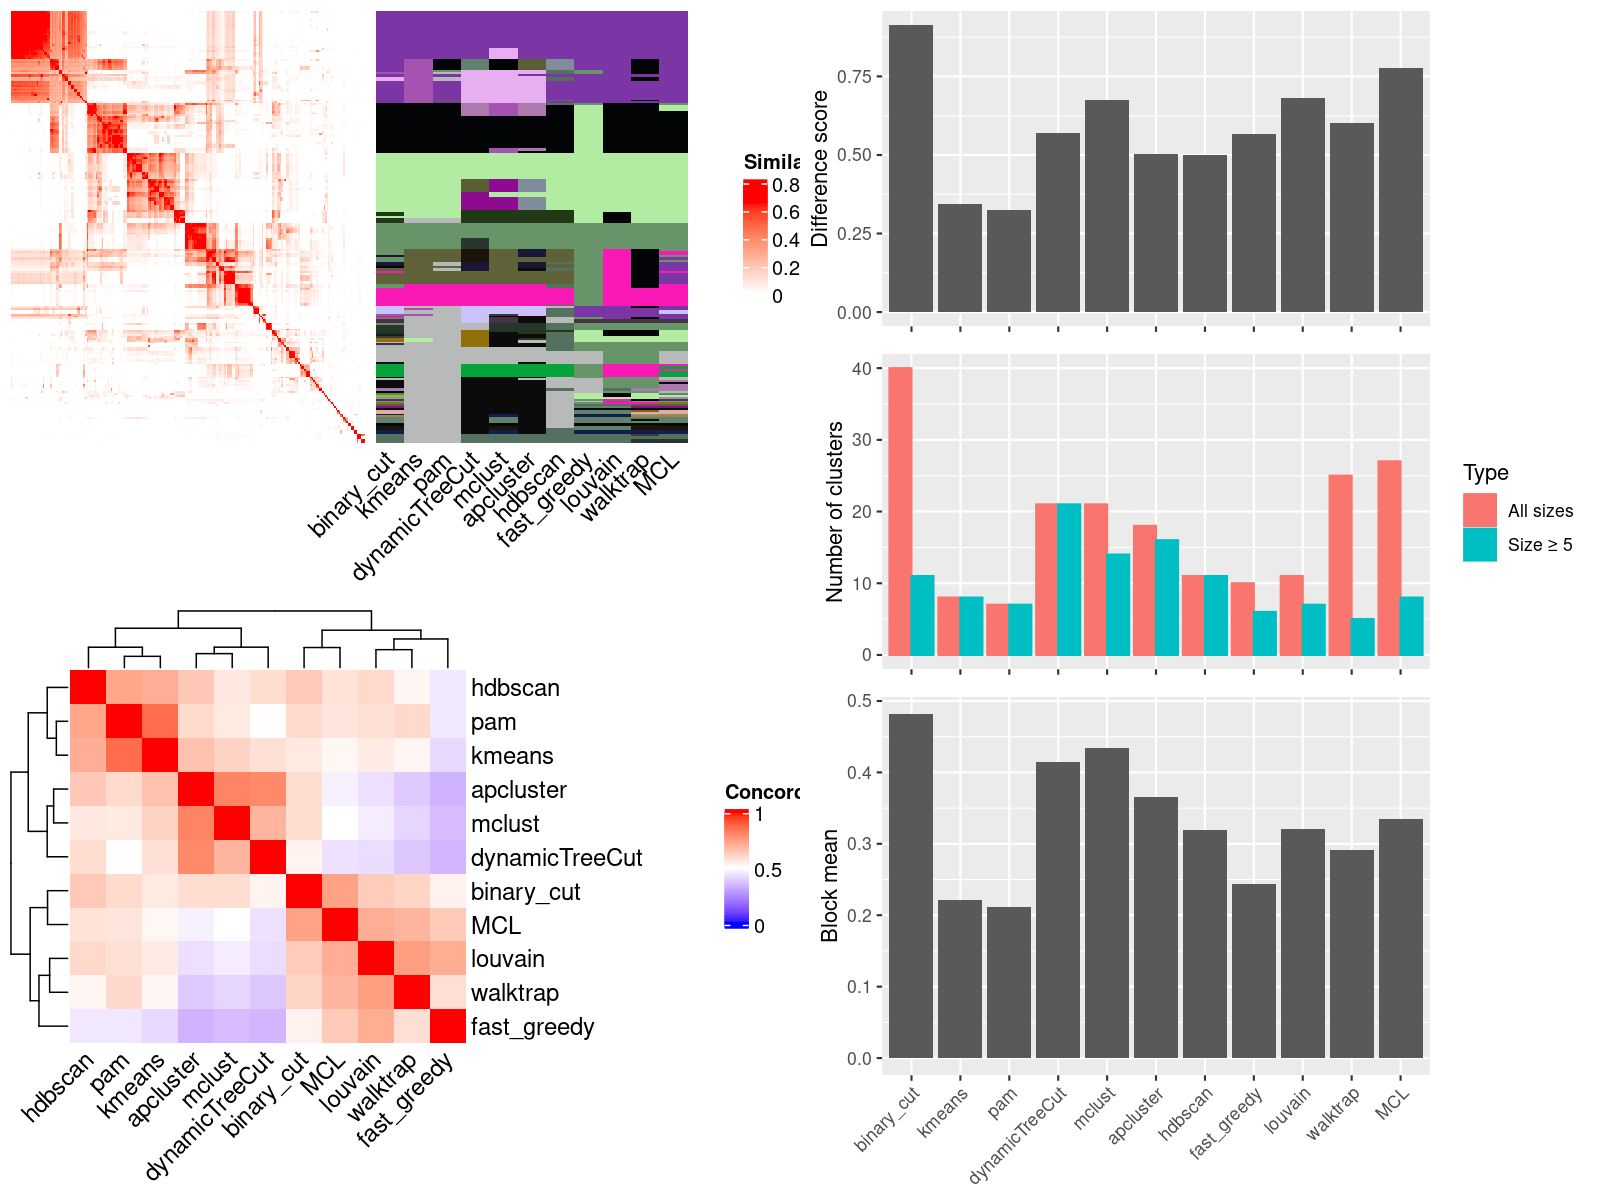 Simila
0.8
0.6
0.4
0.2
0
binary_cut
kmeans
pam
dynamicTreeCut
mclust
apcluster
hdbscan
fast_greedy
louvain
walktrap
MCL
hdbscan
pam
kmeans
apcluster
mclust
dynamicTreeCut
binary_cut
MCL
louvain
walktrap
fast_greedy
hdbscan
pam
kmeans
apcluster
mclust
dynamicTreeCut
binary_cut
MCL
louvain
walktrap
fast_greedy
Concord
1
0.5
0
Difference score
0.75
0.50
0.25
0.00
Number of clusters
40
30
20
10
0
Type
All sizes
Size ≥ 5
Block mean
0.5
0.4
0.3
0.2
0.1
0.0
binary_cut
kmeans
pam
dynamicTreeCut
mclust
apcluster
hdbscan
fast_greedy
louvain
walktrap
MCL